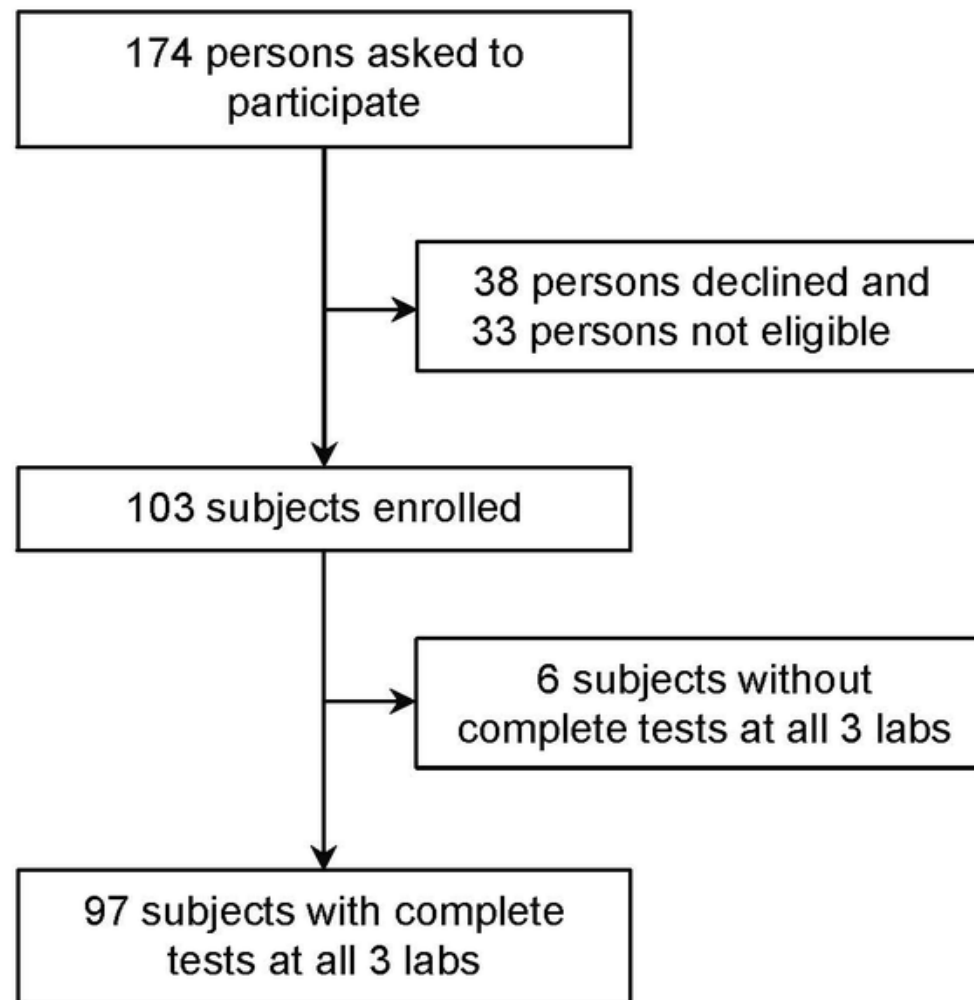 174 persons asked to
participate
38 persons declined and
33 persons not eligible
103 subjects enrolled
6 subjects without
complete tests at all 3 labs
97 subjects with complete
tests at all 3 labs